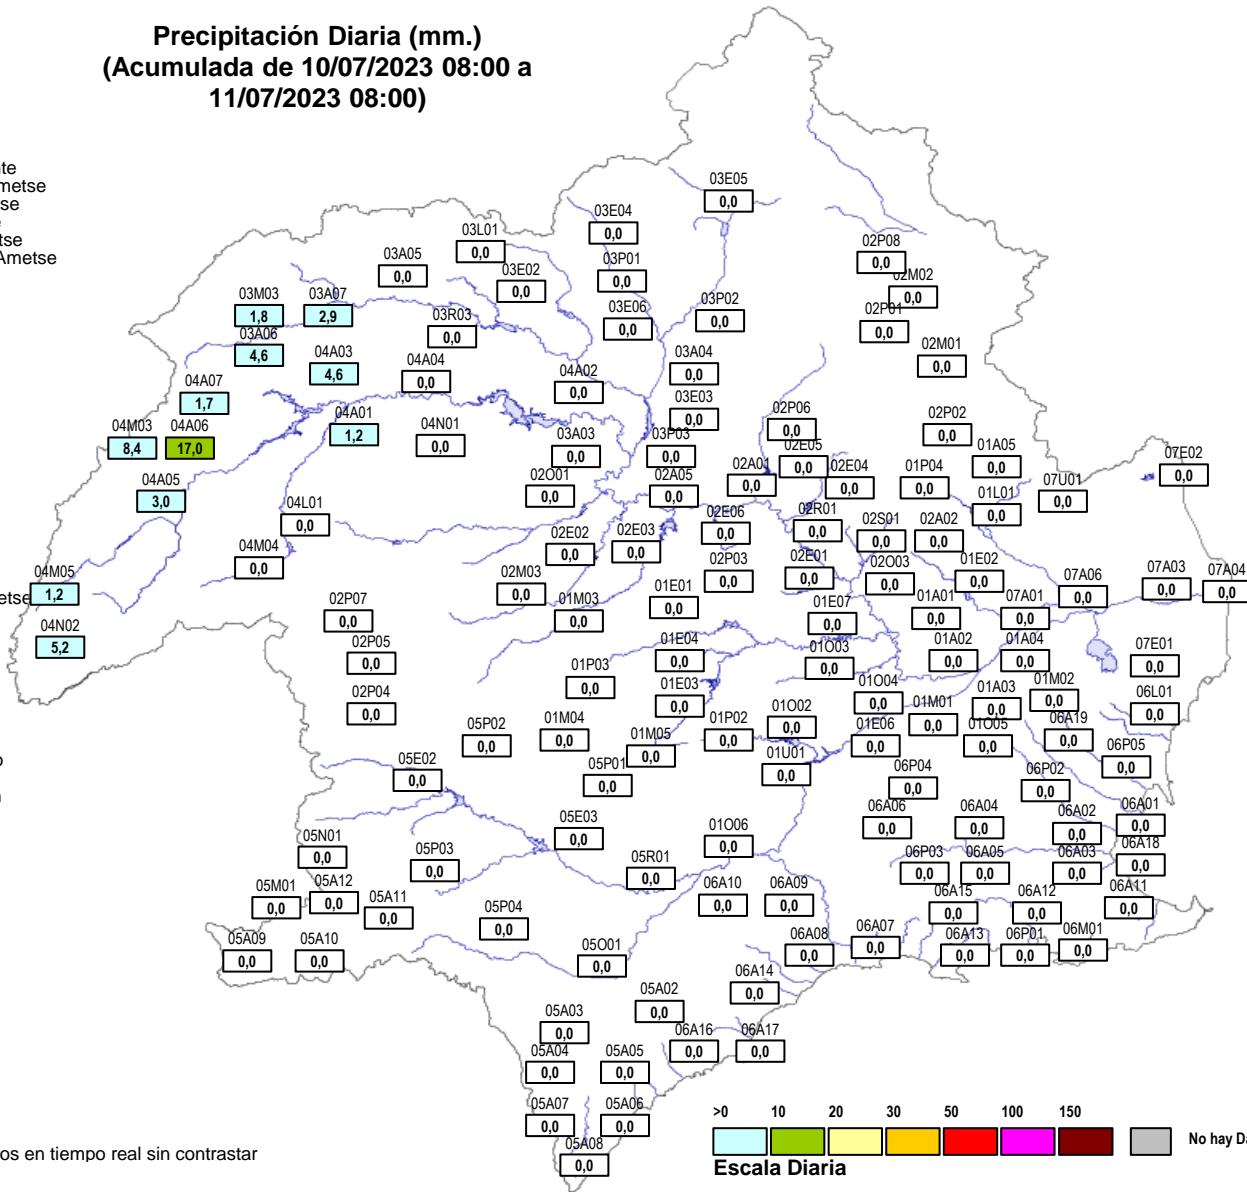 Precipitación Diaria (mm.)
(Acumulada de 10/07/2023 08:00 a
11/07/2023 08:00)
03E05
0,0
03E04
0,0
03L01
0,0
02P08
0,0
03A05
0,0
03P01
0,0
03E02
0,0
02M02
0,0
03M03
1,8
03A07
2,9
03P02
0,0
03E06
0,0
02P01
0,0
03R03
0,0
03A06
4,6
02M01
0,0
04A03
4,6
04A04
0,0
03A04
0,0
04A02
0,0
04A07
1,7
03E03
0,0
02P06
0,0
04M03
8,4
04A06
17,0
04A01
1,2
04N01
0,0
02P02
0,0
03A03
0,0
03P03
0,0
02E05
0,0
01A05
0,0
07E02
0,0
02A01
0,0
02E04
0,0
01P04
0,0
04A05
3,0
02O01
0,0
02A05
0,0
07U01
0,0
01L01
0,0
04L01
0,0
02E06
0,0
02R01
0,0
02S01
0,0
02A02
0,0
02E02
0,0
02E03
0,0
04M04
0,0
02P03
0,0
02E01
0,0
02O03
0,0
01E02
0,0
04M05
1,2
etse
02M03
0,0
01M03
0,0
01E01
0,0
07A06
0,0
07A03
0,0
07A04
0,0
02P07
0,0
01E07
0,0
01A01
0,0
07A01
0,0
04N02
5,2
02P05
0,0
01E04
0,0
01O03
0,0
01A02
0,0
01A04
0,0
07E01
0,0
01P03
0,0
01E03
0,0
02P04
0,0
01O04
0,0
01A03
0,0
01M02
0,0
06L01
0,0
01M01
0,0
05P02
0,0
01M04
0,0
01P02
0,0
01O02
0,0
01E06
0,0
01O05
0,0
06A19
0,0
01M05
0,0
01U01
0,0
06P05
0,0
05E02
0,0
05P01
0,0
06P04
0,0
06P02
0,0
05E03
0,0
01O06
0,0
06A06
0,0
06A04
0,0
06A02
0,0
06A01
0,0
05N01
0,0
05P03
0,0
05R01
0,0
06P03
0,0
06A05
0,0
06A03
0,0
06A18
0,0
05M01
0,0
05A12
0,0
05A11
0,0
06A10
0,0
06A09
0,0
06A15
0,0
06A12
0,0
06A11
0,0
05P04
0,0
05A09
0,0
05A10
0,0
05O01
0,0
06A08
0,0
06A07
0,0
06A13
0,0
06P01
0,0
06M01
0,0
06A14
0,0
05A02
0,0
05A03
0,0
06A16
0,0
06A17
0,0
05A04
0,0
05A05
0,0
05A07
0,0
05A06
0,0
05A08
0,0
>0 10 20 30 50 100 150
No hay Da
Escala Diaria
os en tiempo real sin contrastar